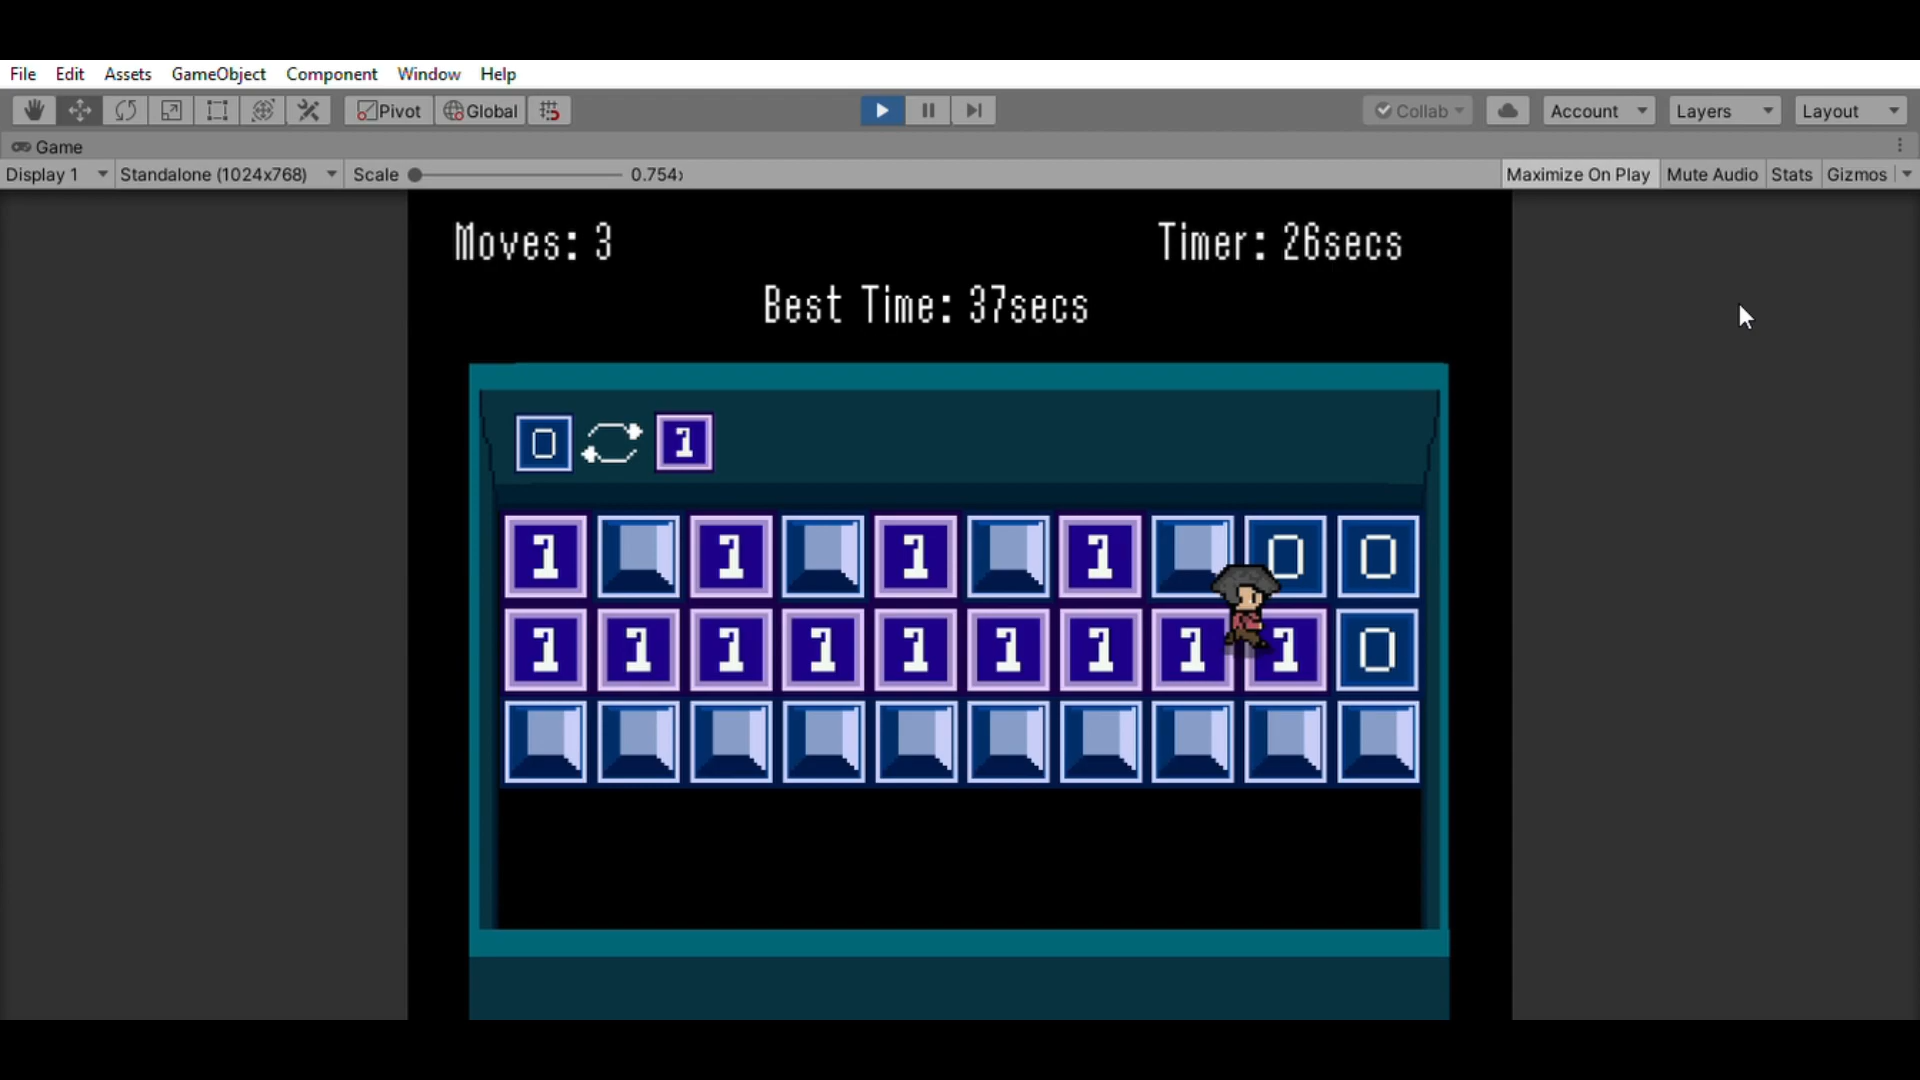 File Edit Assets GameObject Component Window Help
Pivot Global Collab Account Layers Layout
Game
Display 1 Standalone (1024x768) Scale 0.754 Maximize On Play Mute Audio Stats Gizmos
Moves: 3 Timer: 26secs
Best Time: 37secs
0 1
1 1 1 1 0 0
1 1 1 1 1 1 1 1 1 0